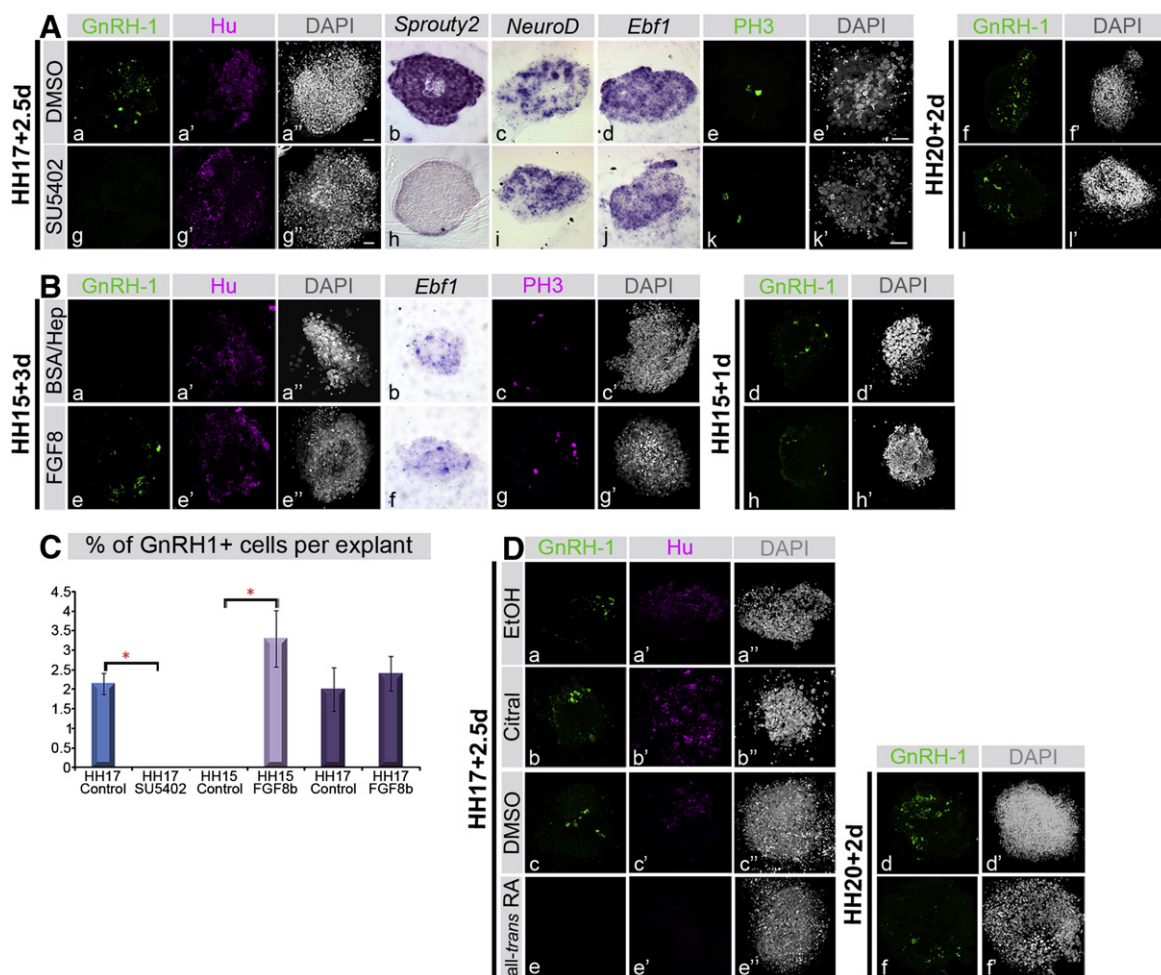 A GnRH-1 Hu DAPI Sprouty2 NeuroD Ebf1 PH3 DAPI GnRH-1 DAPI
HH17+2.5d
DMSO
a a' a'' b c d e e'
HH20+2d
f f'
SU5402
g g' g'' h i j k k' l l'
B GnRH-1 Hu DAPI Ebf1 PH3 DAPI GnRH-1 DAPI
HH15+3d
BSA/Hep
a a' a'' b c c'
HH15+1d
d d'
FGF8
e e' e'' f g g' h h'
C % of GnRH1+ cells per explant
4.5
4
3.5
3
2.5
2
1.5
1
0.5
0
* *
HH17 HH17 HH15 HH15 HH17 HH17
Control SU5402 Control FGF8b Control FGF8b
D GnRH-1 Hu DAPI
HH17+2.5d
EtOH
a a' a''
Citral
b b' b''
GnRH-1 DAPI
DMSO
c c' c''
HH20+2d
d d'
all-trans RA
e e' e'' f f'